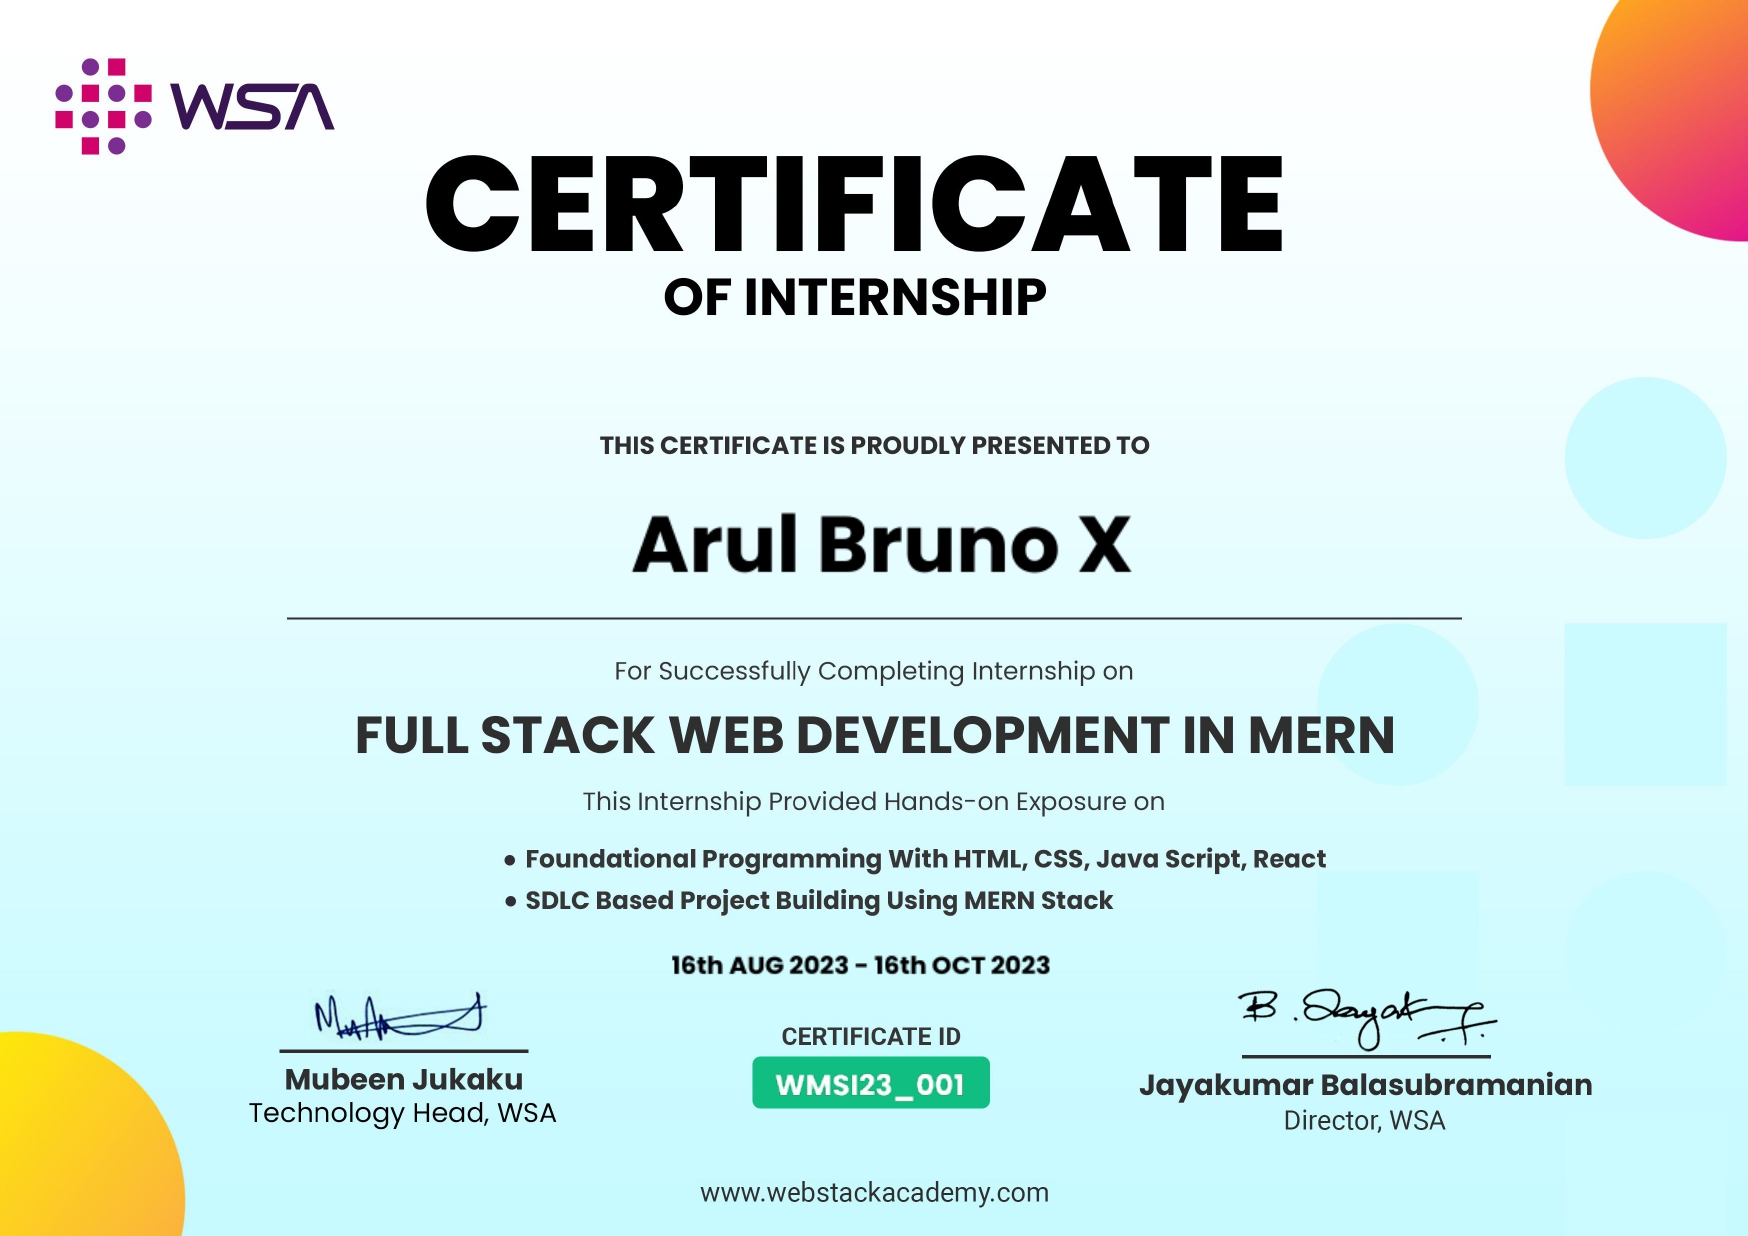 WSA
CERTIFICATE
OF INTERNSHIP
THIS CERTIFICATE IS PROUDLY PRESENTED TO
Arul Bruno X
For Successfully Completing Internship on
FULL STACK WEB DEVELOPMENT IN MERN
This Internship Provided Hands-on Exposure on
• Foundational Programming With HTML, CSS, Java Script, React
• SDLC Based Project Building Using MERN Stack
16th AUG 2023 - 16th OCT 2023
Mubeen Jukaku
Technology Head, WSA
CERTIFICATE ID
WMSI23_001
B. Jayak
Jayakumar Balasubramanian
Director, WSA
www.webstackacademy.com